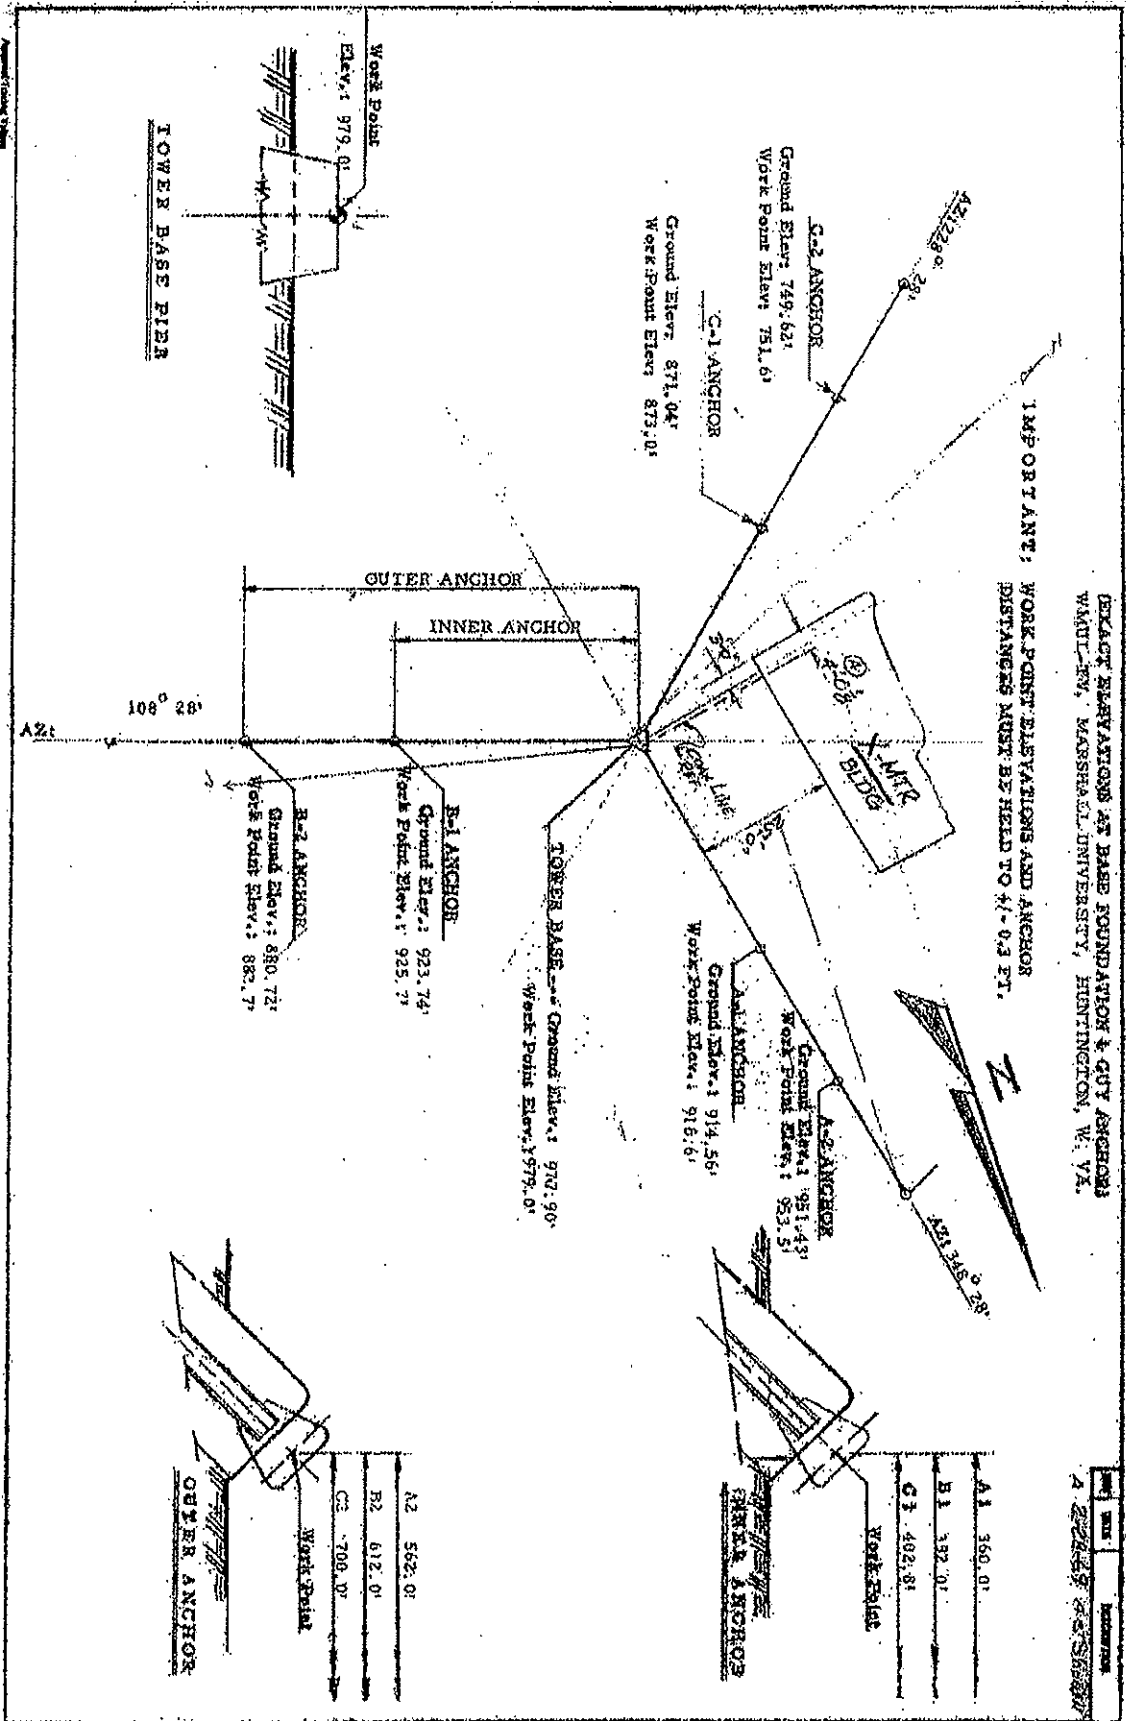 (EXACT ELEVATIONS AT BASE FOUNDATION & GUY ANCHORS
WMUL-FM, MARSHALL UNIVERSITY, HUNTINGTON, W. VA.
IMPORTANT: WORK POINT ELEVATIONS AND ANCHOR
DISTANCES MUST BE HELD TO +/- 0.3 FT.
AZ: 228° 28'
C-2 ANCHOR
Ground Elev: 749.62'
Work Point Elev: 751.6'
C-1 ANCHOR
Ground Elev: 871.04'
Work Point Elev: 873.0'
X-MTR
BLDG
25'-0"
N
AZ: 348° 28'
A-2 ANCHOR
Ground Elev.: 951.43'
Work Point Elev.: 953.5'
A-1 ANCHOR
Ground Elev.: 914.56'
Work Point Elev.: 916.6'
TOWER BASE--- Ground Elev.: 970.90'
Work Point Elev.: 979.0'
OUTER ANCHOR
INNER ANCHOR
B-1 ANCHOR
Ground Elev.: 923.74'
Work Point Elev.: 925.7'
B-2 ANCHOR
Ground Elev.: 880.72'
Work Point Elev.: 882.7'
AZ:
108° 28'
Work Point
Elev.: 979.0'
TOWER BASE PIER
A1 360.0'
B1 392.0'
C1 402.8'
Work Point
INNER ANCHOR
A2 562.0'
B2 612.0'
C2 700.0'
Work Point
OUTER ANCHOR